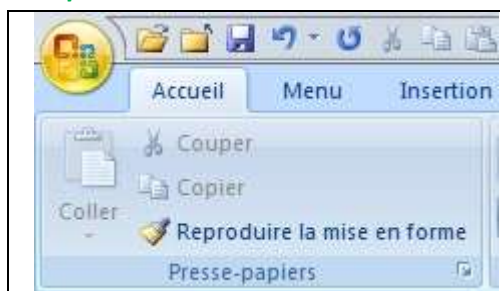 Accueil Menu Insertion
Couper
Copier
Coller
Reproduire la mise en forme
Presse-papiers